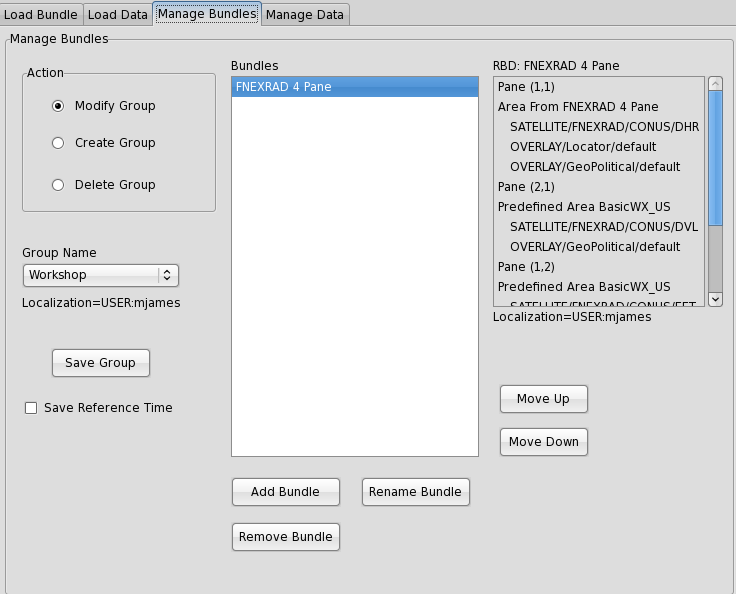 Load Bundle Load Data Manage Bundles Manage Data
Manage Bundles
Action
Modify Group
Create Group
Delete Group
Group Name
Workshop
Localization=USER:mjames
Save Group
Save Reference Time
Bundles
FNEXRAD 4 Pane
Add Bundle Rename Bundle
Remove Bundle
RBD: FNEXRAD 4 Pane
Pane (1,1)
Area From FNEXRAD 4 Pane
SATELLITE/FNEXRAD/CONUS/DHR
OVERLAY/Locator/default
OVERLAY/GeoPolitical/default
Pane (2,1)
Predefined Area BasicWX_US
SATELLITE/FNEXRAD/CONUS/DVL
OVERLAY/GeoPolitical/default
Pane (1,2)
Predefined Area BasicWX_US
SATELLITE/FNEXRAD/CONUS/EET
Localization=USER:mjames
Move Up
Move Down